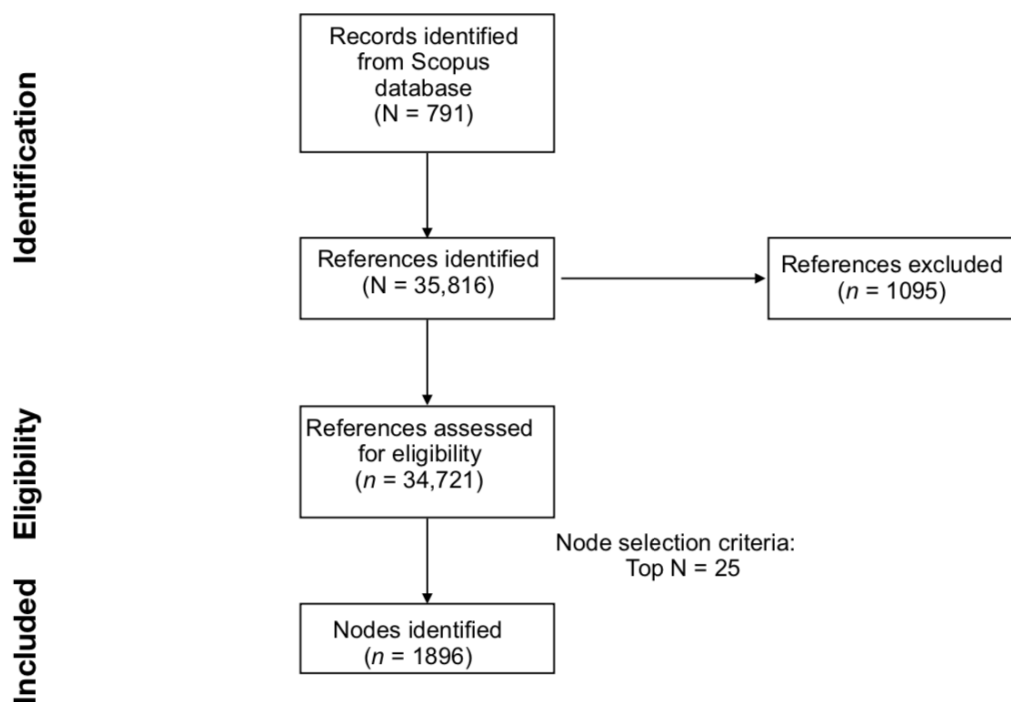 Identification
Records identified
from Scopus
database
(N = 791)
References identified
(N = 35,816)
References excluded
(n = 1095)
Eligibility
References assessed
for eligibility
(n = 34,721)
Node selection criteria:
Top N = 25
Included
Nodes identified
(n = 1896)